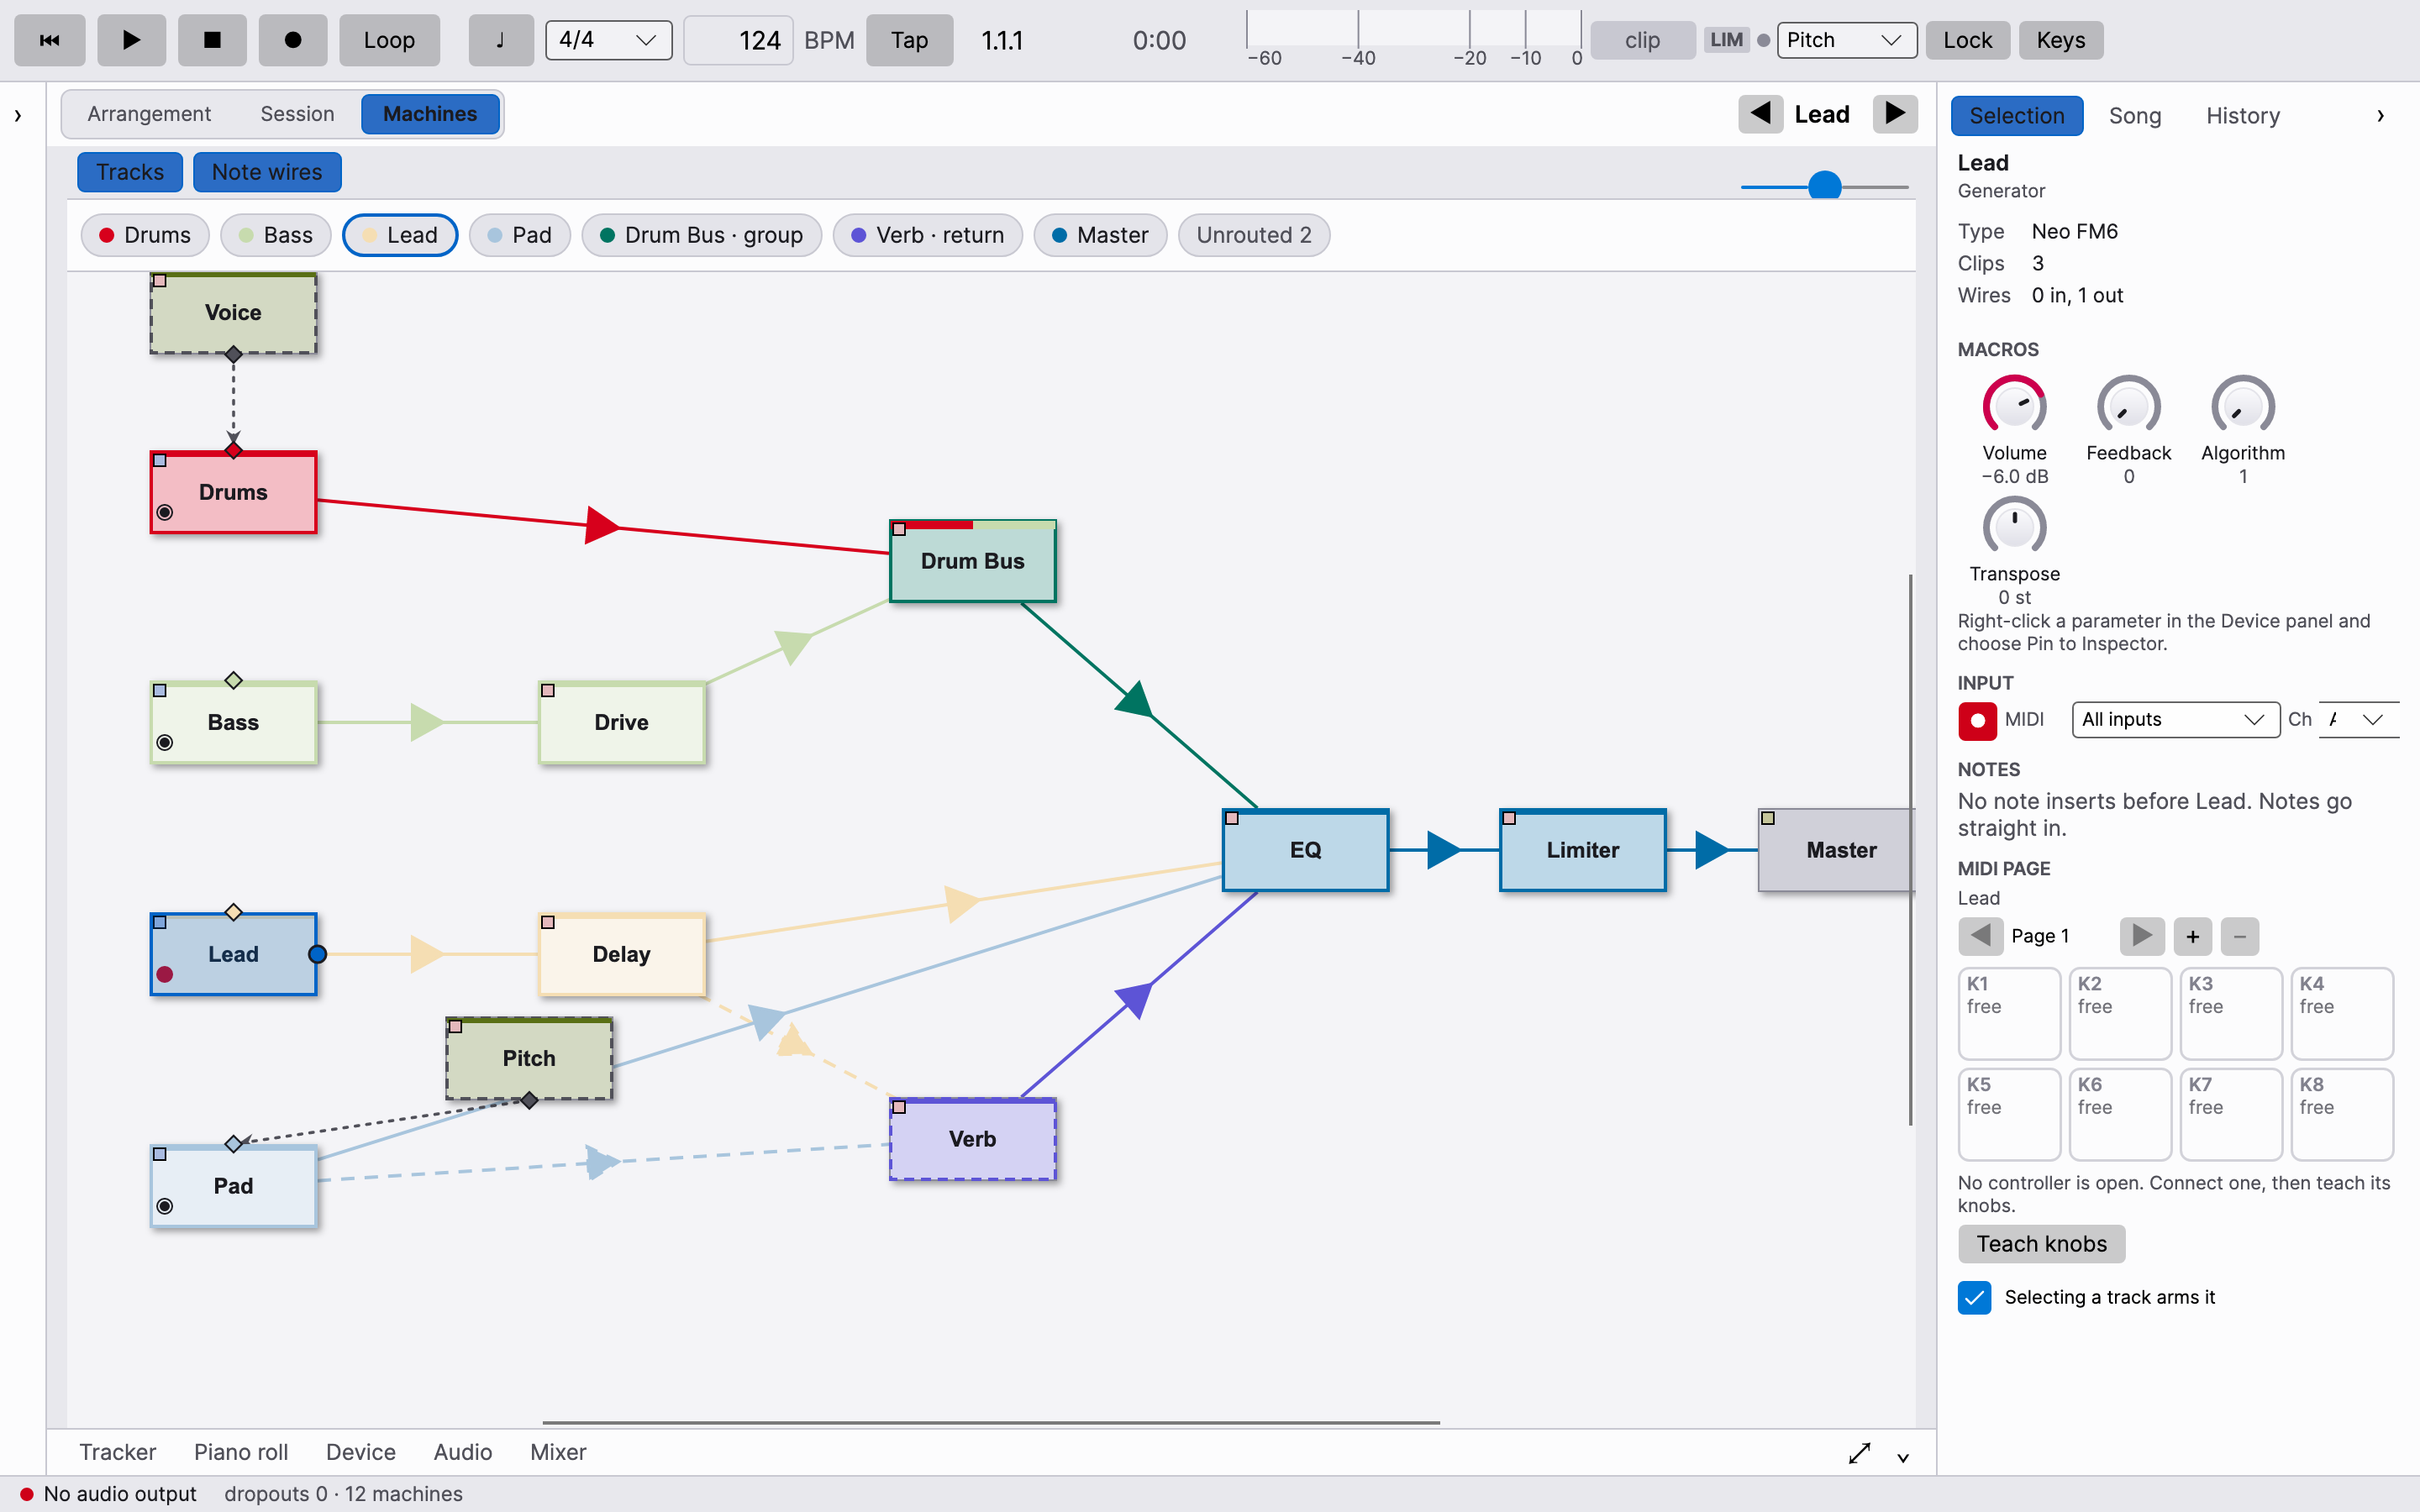 Loop
4/4
124 BPM
Tap
1.1.1
0:00
−60 −40 −20 −10 0
clip
LIM
Pitch
Lock
Keys
Arrangement Session Machines
Lead
Selection Song History
Tracks Note wires
Drums Bass Lead Pad Drum Bus · group Verb · return Master Unrouted 2
Voice
Drums
Drum Bus
Bass
Drive
EQ
Limiter
Master
Lead
Delay
Pitch
Verb
Pad
Lead
Generator
Type Neo FM6
Clips 3
Wires 0 in, 1 out
MACROS
Volume Feedback Algorithm
−6.0 dB 0 1
Transpose
0 st
Right-click a parameter in the Device panel and
choose Pin to Inspector.
INPUT
MIDI All inputs Ch
NOTES
No note inserts before Lead. Notes go
straight in.
MIDI PAGE
Lead
Page 1 + −
K1 K2 K3 K4
free free free free
K5 K6 K7 K8
free free free free
No controller is open. Connect one, then teach its
knobs.
Teach knobs
Selecting a track arms it
Tracker Piano roll Device Audio Mixer
No audio output dropouts 0 · 12 machines